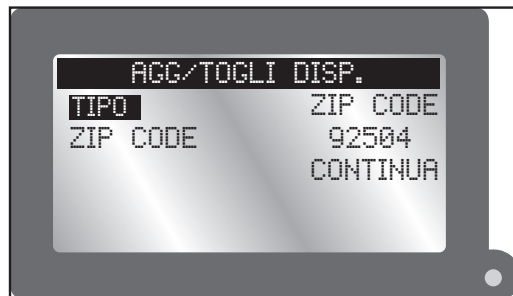 AGG/TOGLI DISP.
TIPO ZIP CODE
ZIP CODE 92504
CONTINUA